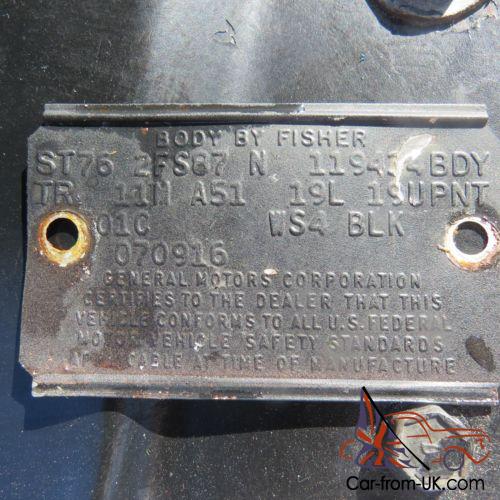 BODY BY FISHER
ST76 2FS87 N BDY
TR. 11M A51 19L 19U PNT
01C WS4 BLK
070916
GENERAL MOTORS CORPORATION
CERTIFIES TO THE DEALER THAT THIS
VEHICLE CONFORMS TO ALL U.S. FEDERAL
MOTOR VEHICLE SAFETY STANDARDS
APPLICABLE AT TIME OF MANUFACTURE
Car-from-UK.com